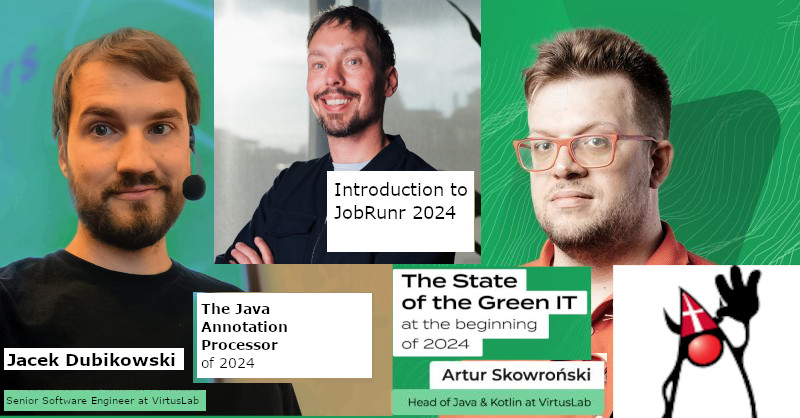 Introduction to
JobRunr 2024
The Java
Annotation
Processor
of 2024
Jacek Dubikowski
Senior Software Engineer at VirtusLab
The State
of the Green IT
at the beginning
of 2024
Artur Skowroński
Head of Java & Kotlin at VirtusLab